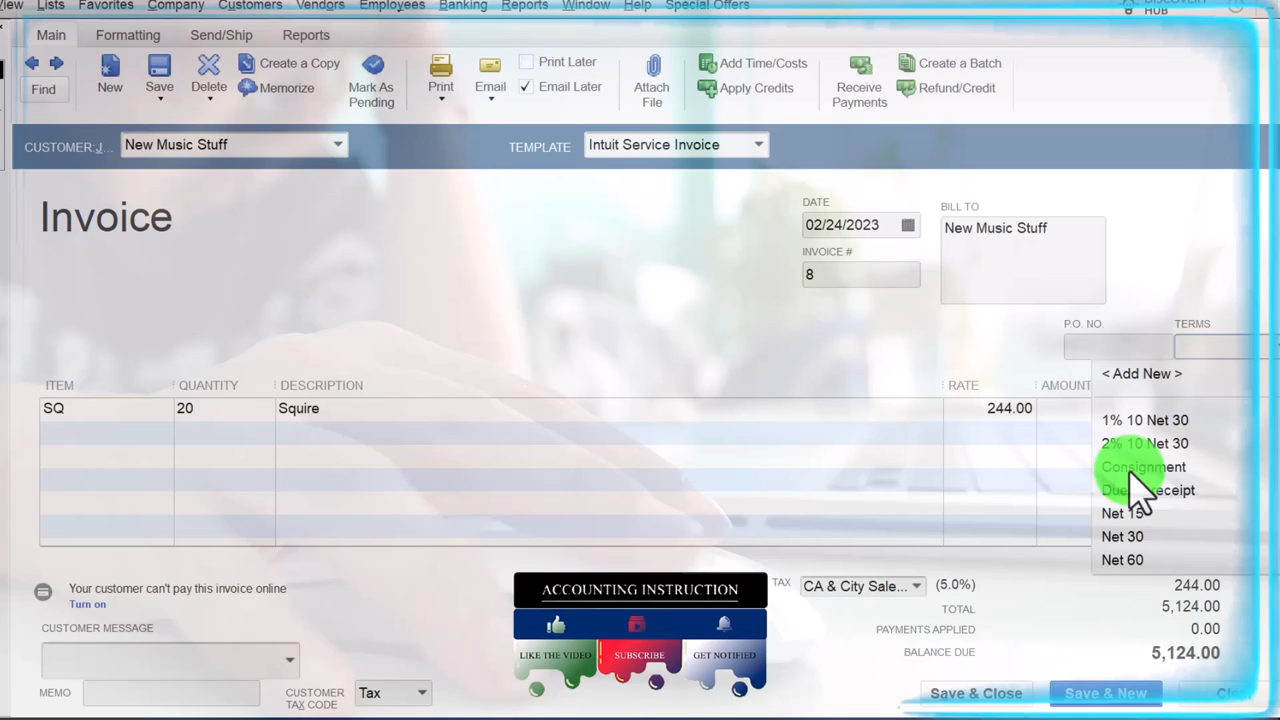 View Lists Favorites Company Customers Vendors Employees Banking Reports Window Help Special Offers
HUB
Main Formatting Send/Ship Reports
Find
New
Save
Delete
Create a Copy
Memorize
Mark As
Pending
Print
Email
Print Later
Email Later
Attach
File
Add Time/Costs
Apply Credits
Receive
Payments
Create a Batch
Refund/Credit
CUSTOMER:J... New Music Stuff TEMPLATE Intuit Service Invoice
Invoice
DATE
02/24/2023
INVOICE #
8
BILL TO
New Music Stuff
P.O. NO. TERMS
< Add New >
1% 10 Net 30
2% 10 Net 30
Consignment
receipt
Net 15
Net 30
Net 60
ITEM QUANTITY DESCRIPTION RATE AMOUNT
SQ 20 Squire 244.00
Your customer can't pay this invoice online
Turn on
CUSTOMER MESSAGE
MEMO
CUSTOMER
TAX CODE
Tax
ACCOUNTING INSTRUCTION
LIKE THE VIDEO SUBSCRIBE GET NOTIFIED
TAX CA & City Sale... (5.0%) 244.00
TOTAL 5,124.00
PAYMENTS APPLIED 0.00
BALANCE DUE 5,124.00
Save & Close Save & New